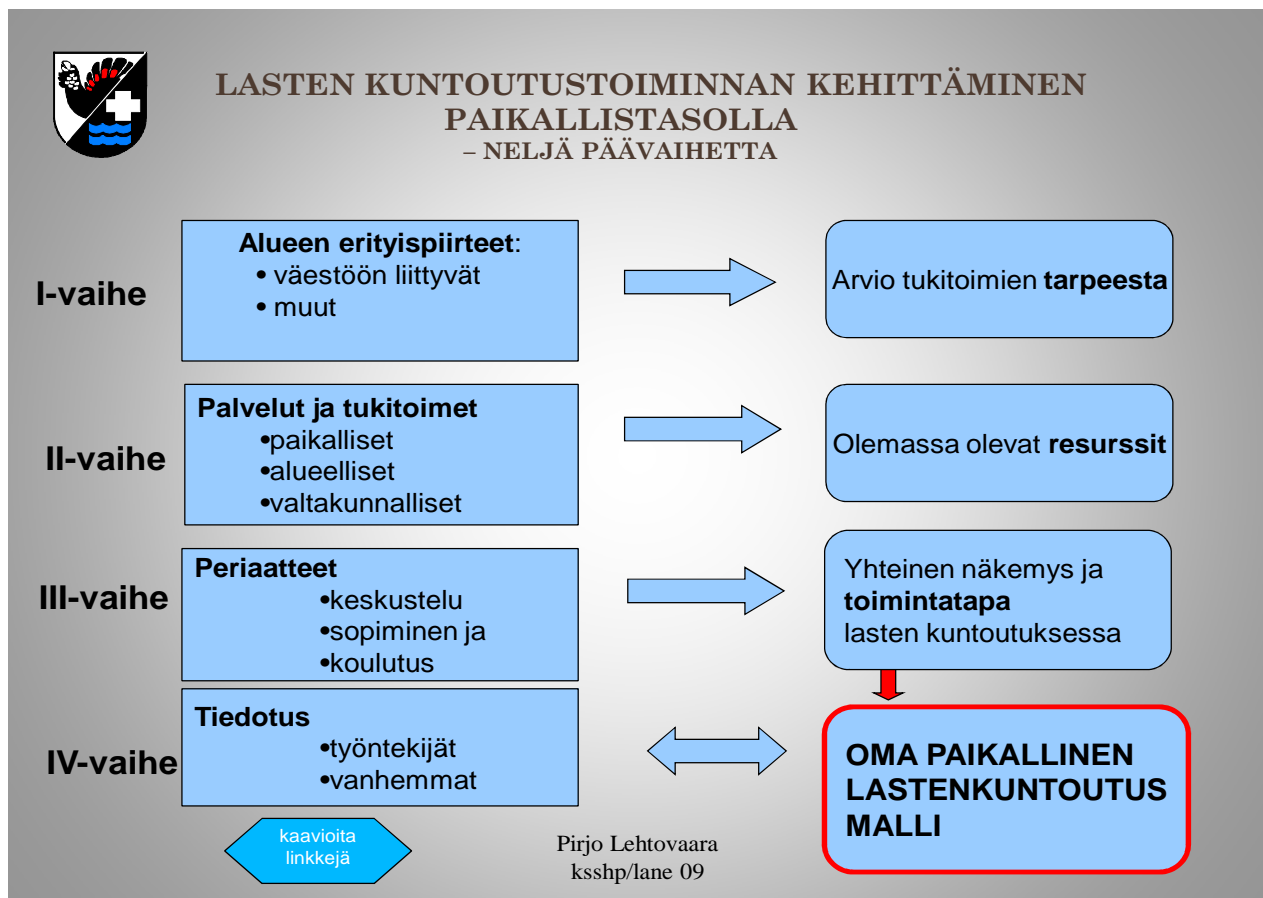 LASTEN KUNTOUTUSTOIMINNAN KEHITTÄMINEN
PAIKALLISTASOLLA
– NELJÄ PÄÄVAIHETTA
I-vaihe
Alueen erityispiirteet:
• väestöön liittyvät
• muut
Arvio tukitoimien tarpeesta
II-vaihe
Palvelut ja tukitoimet
•paikalliset
•alueelliset
•valtakunnalliset
Olemassa olevat resurssit
III-vaihe
Periaatteet
•keskustelu
•sopiminen ja
•koulutus
Yhteinen näkemys ja
toimintatapa
lasten kuntoutuksessa
IV-vaihe
Tiedotus
•työntekijät
•vanhemmat
OMA PAIKALLINEN
LASTENKUNTOUTUS
MALLI
kaavioita
linkkejä
Pirjo Lehtovaara
ksshp/lane 09